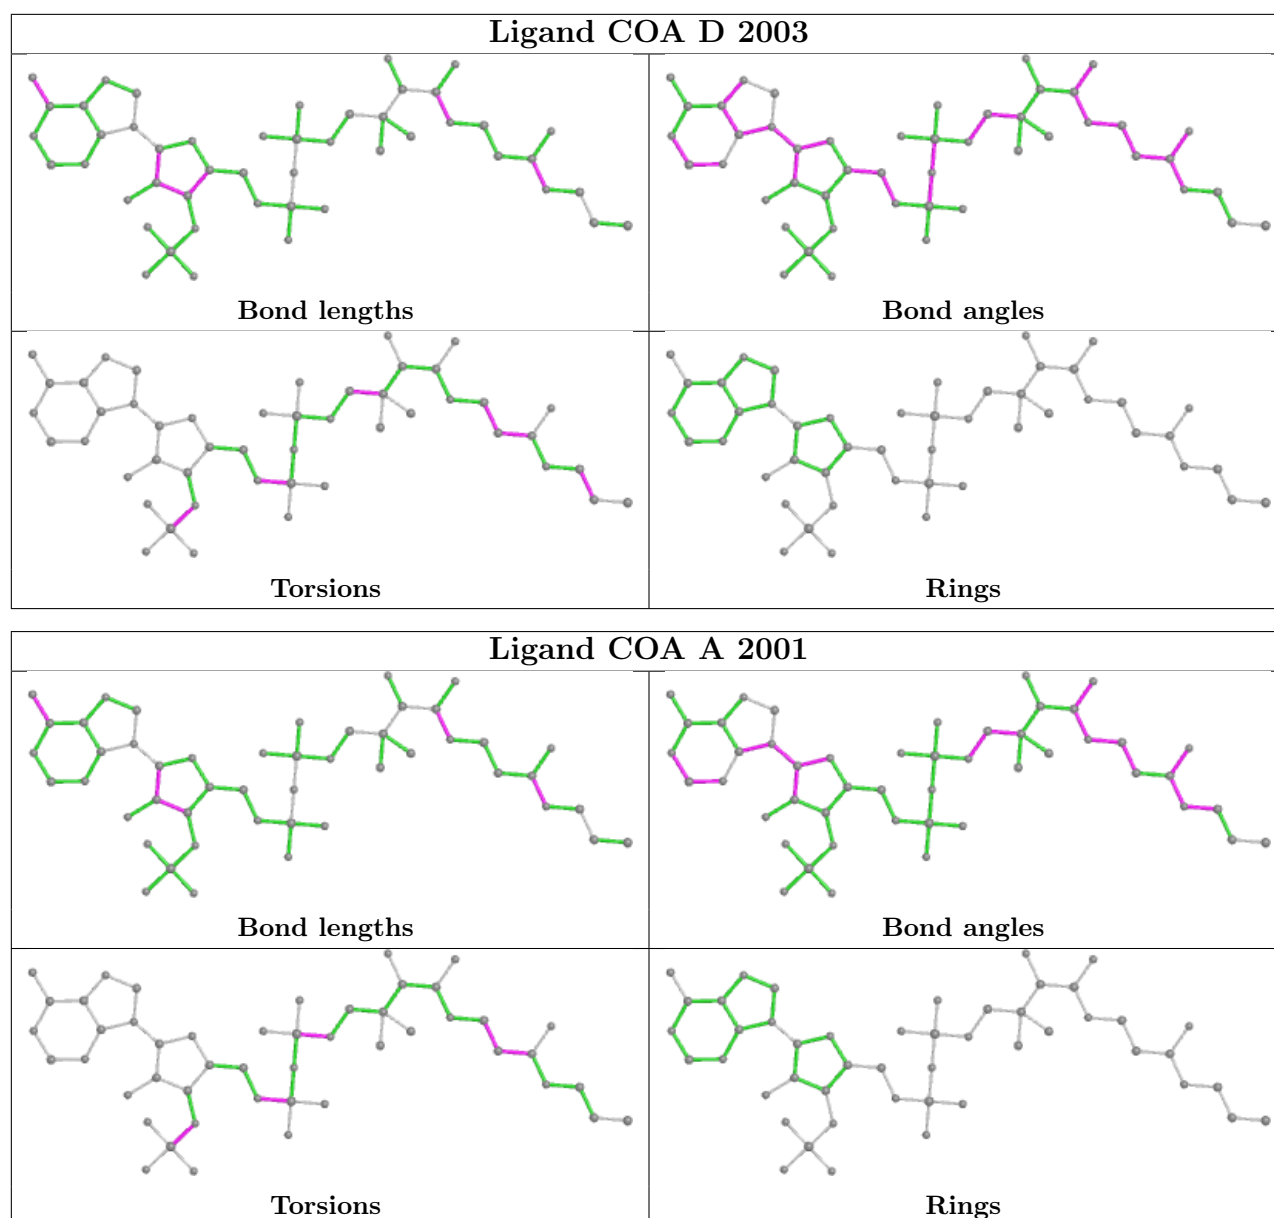 Ligand COA D 2003
Bond lengths
Bond angles
Torsions
Rings
Ligand COA A 2001
Bond lengths
Bond angles
Torsions
Rings